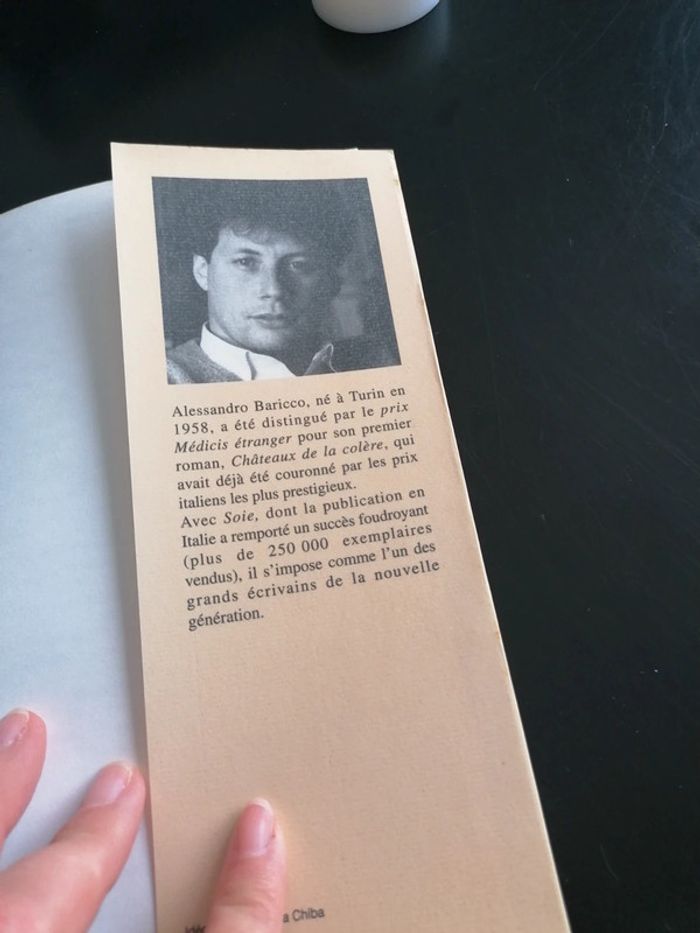 Alessandro Baricco, né à Turin en
1958, a été distingué par le prix
Médicis étranger pour son premier
roman, Châteaux de la colère, qui
avait déjà été couronné par les prix
italiens les plus prestigieux.
Avec Soie, dont la publication en
Italie a remporté un succès foudroyant
(plus de 250 000 exemplaires
vendus), il s'impose comme l'un des
grands écrivains de la nouvelle
génération.
a Chiba